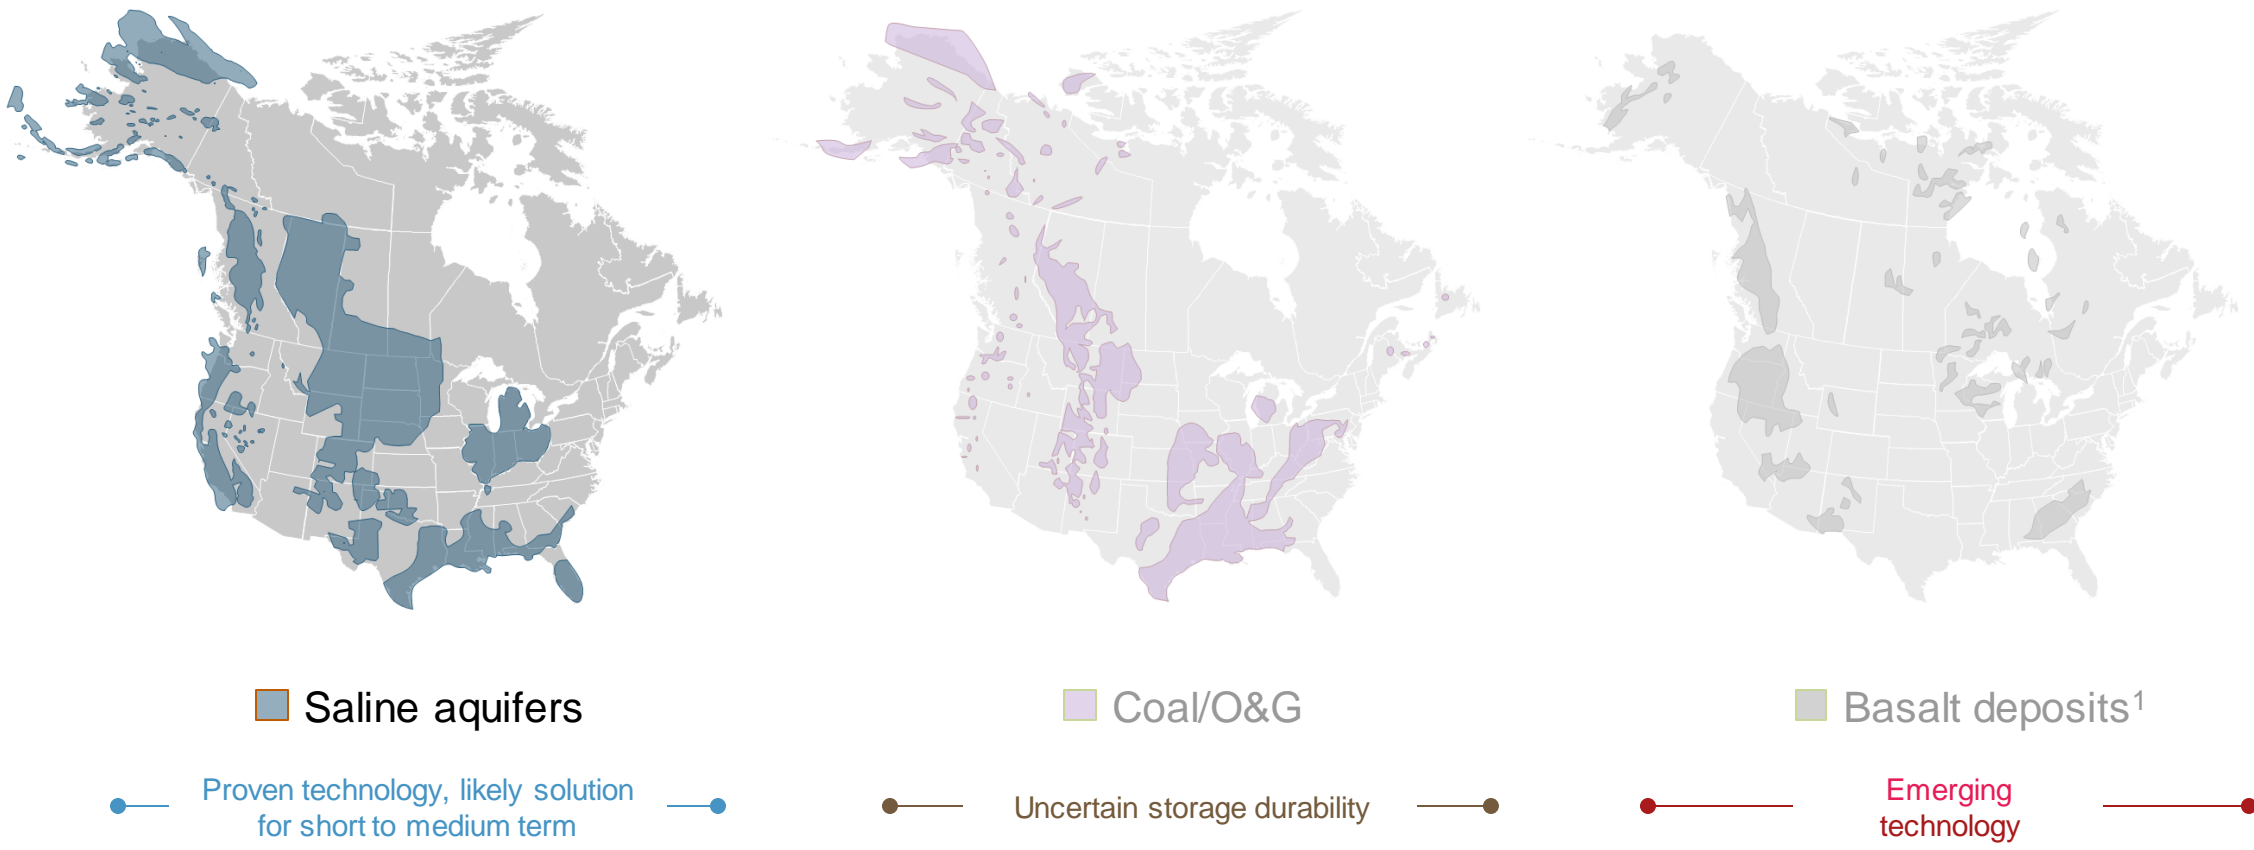 Saline aquifers
Coal/O&G
Basalt deposits¹
Proven technology, likely solution
for short to medium term
Uncertain storage durability
Emerging
technology